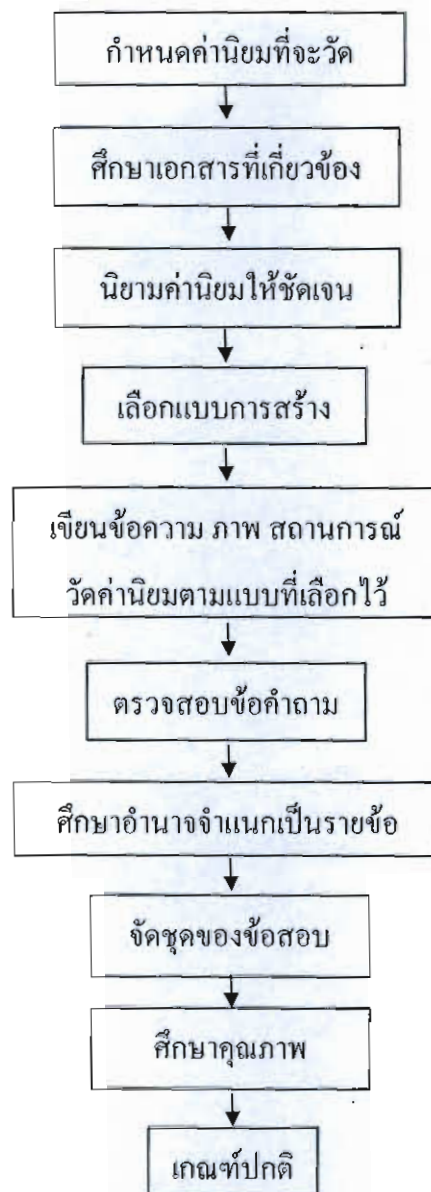 กำหนดค่านิยมที่จะวัด
ศึกษาเอกสารที่เกี่ยวข้อง
นิยามค่านิยมให้ชัดเจน
เลือกแบบการสร้าง
เขียนข้อความ ภาพ สถานการณ์
วัดค่านิยมตามแบบที่เลือกไว้
ตรวจสอบข้อคำถาม
ศึกษาอำนาจจำแนกเป็นรายข้อ
จัดชุดของข้อสอบ
ศึกษาคุณภาพ
เกณฑ์ปกติ